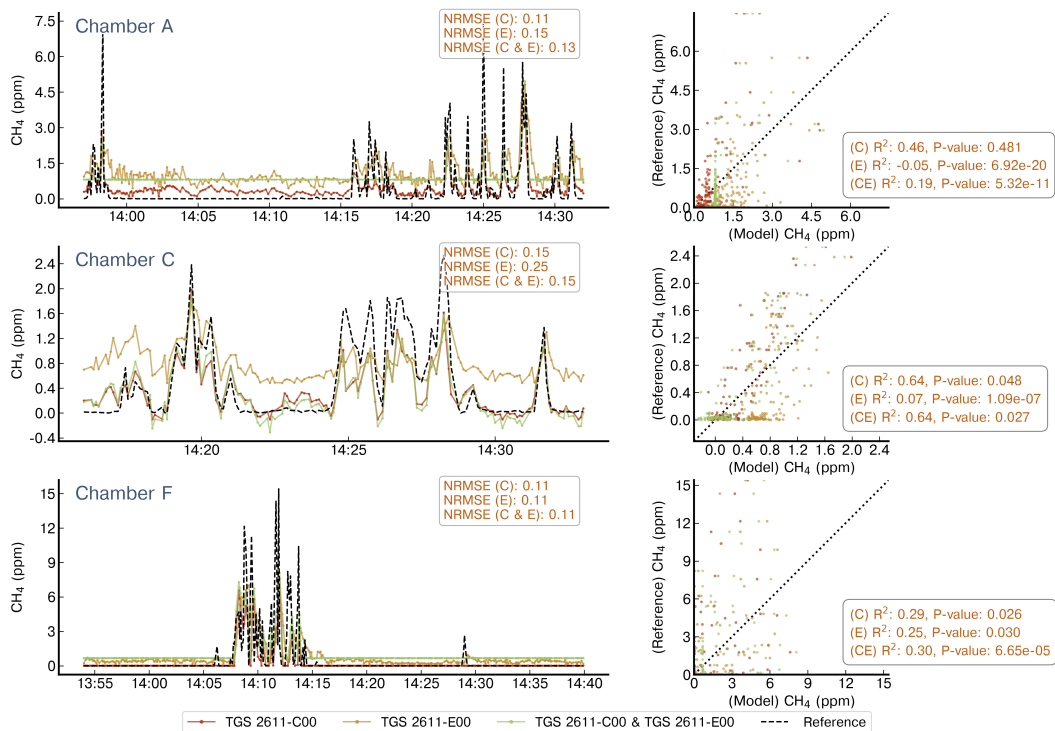 Chamber A
NRMSE (C): 0.11
NRMSE (E): 0.15
NRMSE (C & E): 0.13
CH4 (ppm)
7.5
6.0
4.5
3.0
1.5
0.0
14:00
14:05
14:10
14:15
14:20
14:25
14:30
(Reference) CH4 (ppm)
6.0
4.5
3.0
1.5
0.0
0.0
1.5
3.0
4.5
6.0
(Model) CH4 (ppm)
(C) R²: 0.46, P-value: 0.481
(E) R²: -0.05, P-value: 6.92e-20
(CE) R²: 0.19, P-value: 5.32e-11
Chamber C
NRMSE (C): 0.15
NRMSE (E): 0.25
NRMSE (C & E): 0.15
CH4 (ppm)
2.4
2.0
1.6
1.2
0.8
0.4
0.0
-0.4
14:20
14:25
14:30
(Reference) CH4 (ppm)
2.4
2.0
1.6
1.2
0.8
0.4
0.0
0.0
0.4
0.8
1.2
1.6
2.0
2.4
(Model) CH4 (ppm)
(C) R²: 0.64, P-value: 0.048
(E) R²: 0.07, P-value: 1.09e-07
(CE) R²: 0.64, P-value: 0.027
Chamber F
NRMSE (C): 0.11
NRMSE (E): 0.11
NRMSE (C & E): 0.11
CH4 (ppm)
15
12
9
6
3
0
13:55
14:00
14:05
14:10
14:15
14:20
14:25
14:30
14:35
14:40
(Reference) CH4 (ppm)
15
12
9
6
3
0
0
3
6
9
12
15
(Model) CH4 (ppm)
(C) R²: 0.29, P-value: 0.026
(E) R²: 0.25, P-value: 0.030
(CE) R²: 0.30, P-value: 6.65e-05
TGS 2611-C00
TGS 2611-E00
TGS 2611-C00 & TGS 2611-E00
Reference